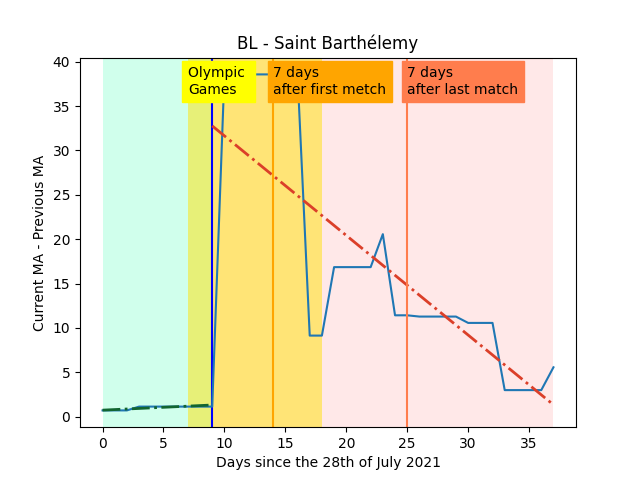 BL - Saint Barthélemy
Olympic
Games
7 days
after first metch
7 days
after last match
Current MA - Previous MA
40
35
30
25
20
15
10
5
0
0 5 10 15 20 25 30 35
Days since the 28th of July 2021